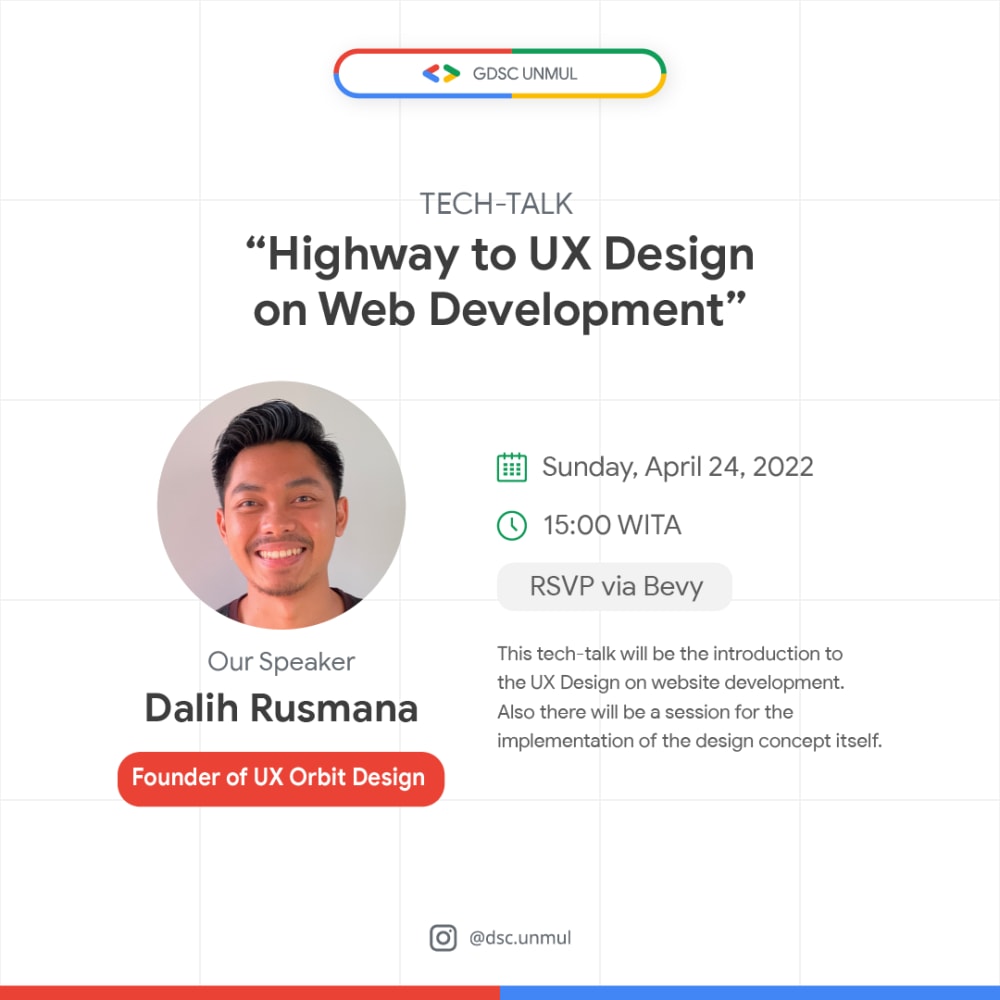 GDSC UNMUL
TECH-TALK
“Highway to UX Design
on Web Development”
Sunday, April 24, 2022
15:00 WITA
RSVP via Bevy
Our Speaker
Dalih Rusmana
Founder of UX Orbit Design
This tech-talk will be the introduction to
the UX Design on website development.
Also there will be a session for the
implementation of the design concept itself.
@dsc.unmul